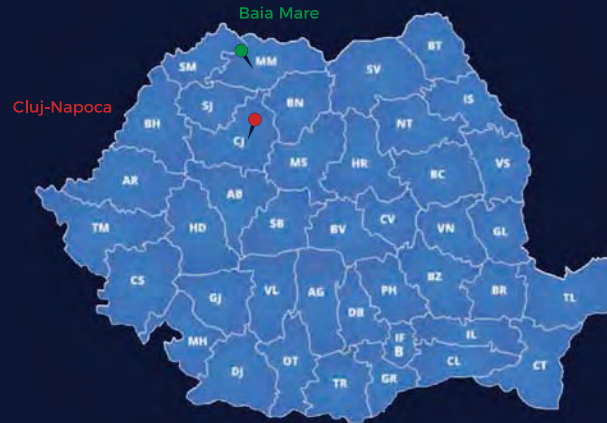 Baia Mare
BT
MM
SM
SV
SJ
BN
IS
Cluj-Napoca
BH
NT
CJ
MS
HR
VS
BC
AR
AB
TM
HD
SB
BV
CV
VN
GL
CS
GJ
VL
AG
PH
BZ
BR
TL
DB
MH
IF
IL
B
CL
CT
DJ
OT
TR
GR